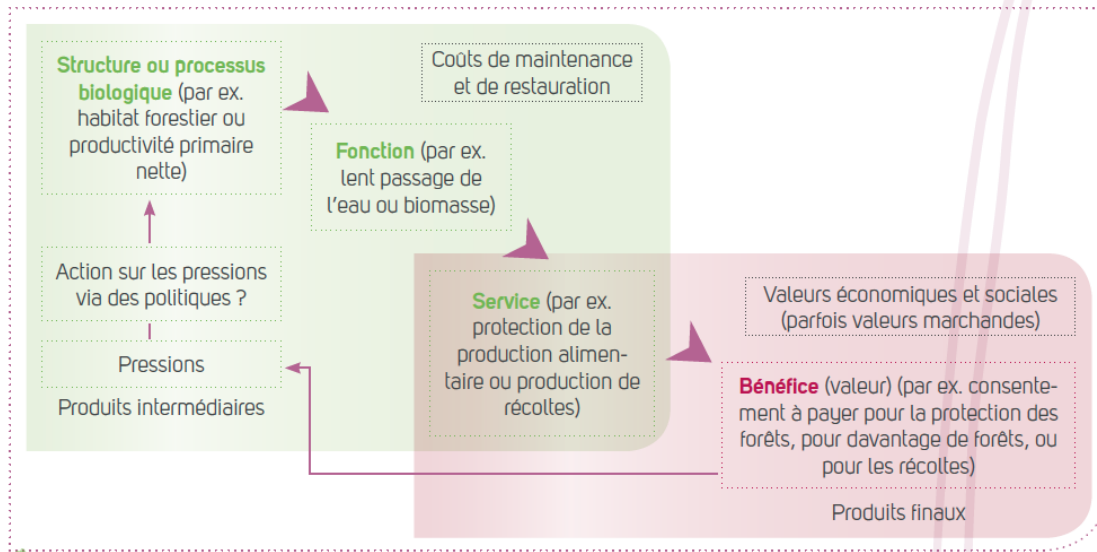 Structure ou processus
biologique (par ex.
habitat forestier ou
productivité primaire
nette)
Coûts de maintenance
et de restauration
Fonction (par ex.
lent passage de
l'eau ou biomasse)
Action sur les pressions
via des politiques ?
Pressions
Produits intermédiaires
Service (par ex.
protection de la
production alimen-
taire ou production de
récoltes)
Valeurs économiques et sociales
(parfois valeurs marchandes)
Bénéfice (valeur) (par ex. consente-
ment à payer pour la protection des
forêts, pour davantage de forêts, ou
pour les récoltes)
Produits finaux